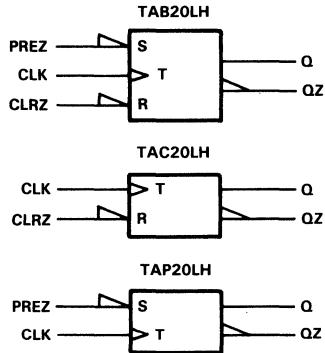 TAB20LH
PREZ S Q
CLK T
CLRZ R QZ
TAC20LH
CLK T Q
CLRZ R QZ
TAP20LH
PREZ S Q
CLK T QZ